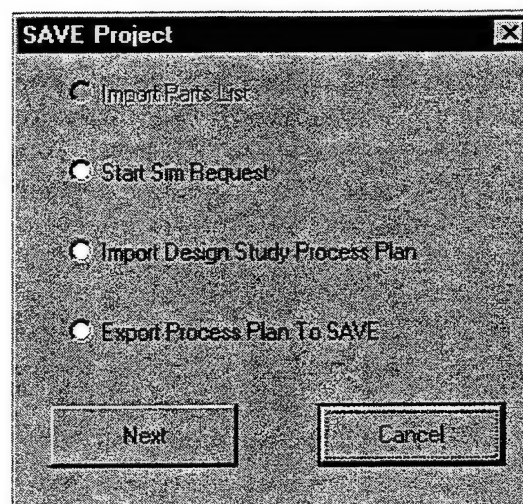 SAVE Project
Import Parts List
Start Sim Request
Import Design Study Process Plan
Export Process Plan To SAVE
Next
Cancel